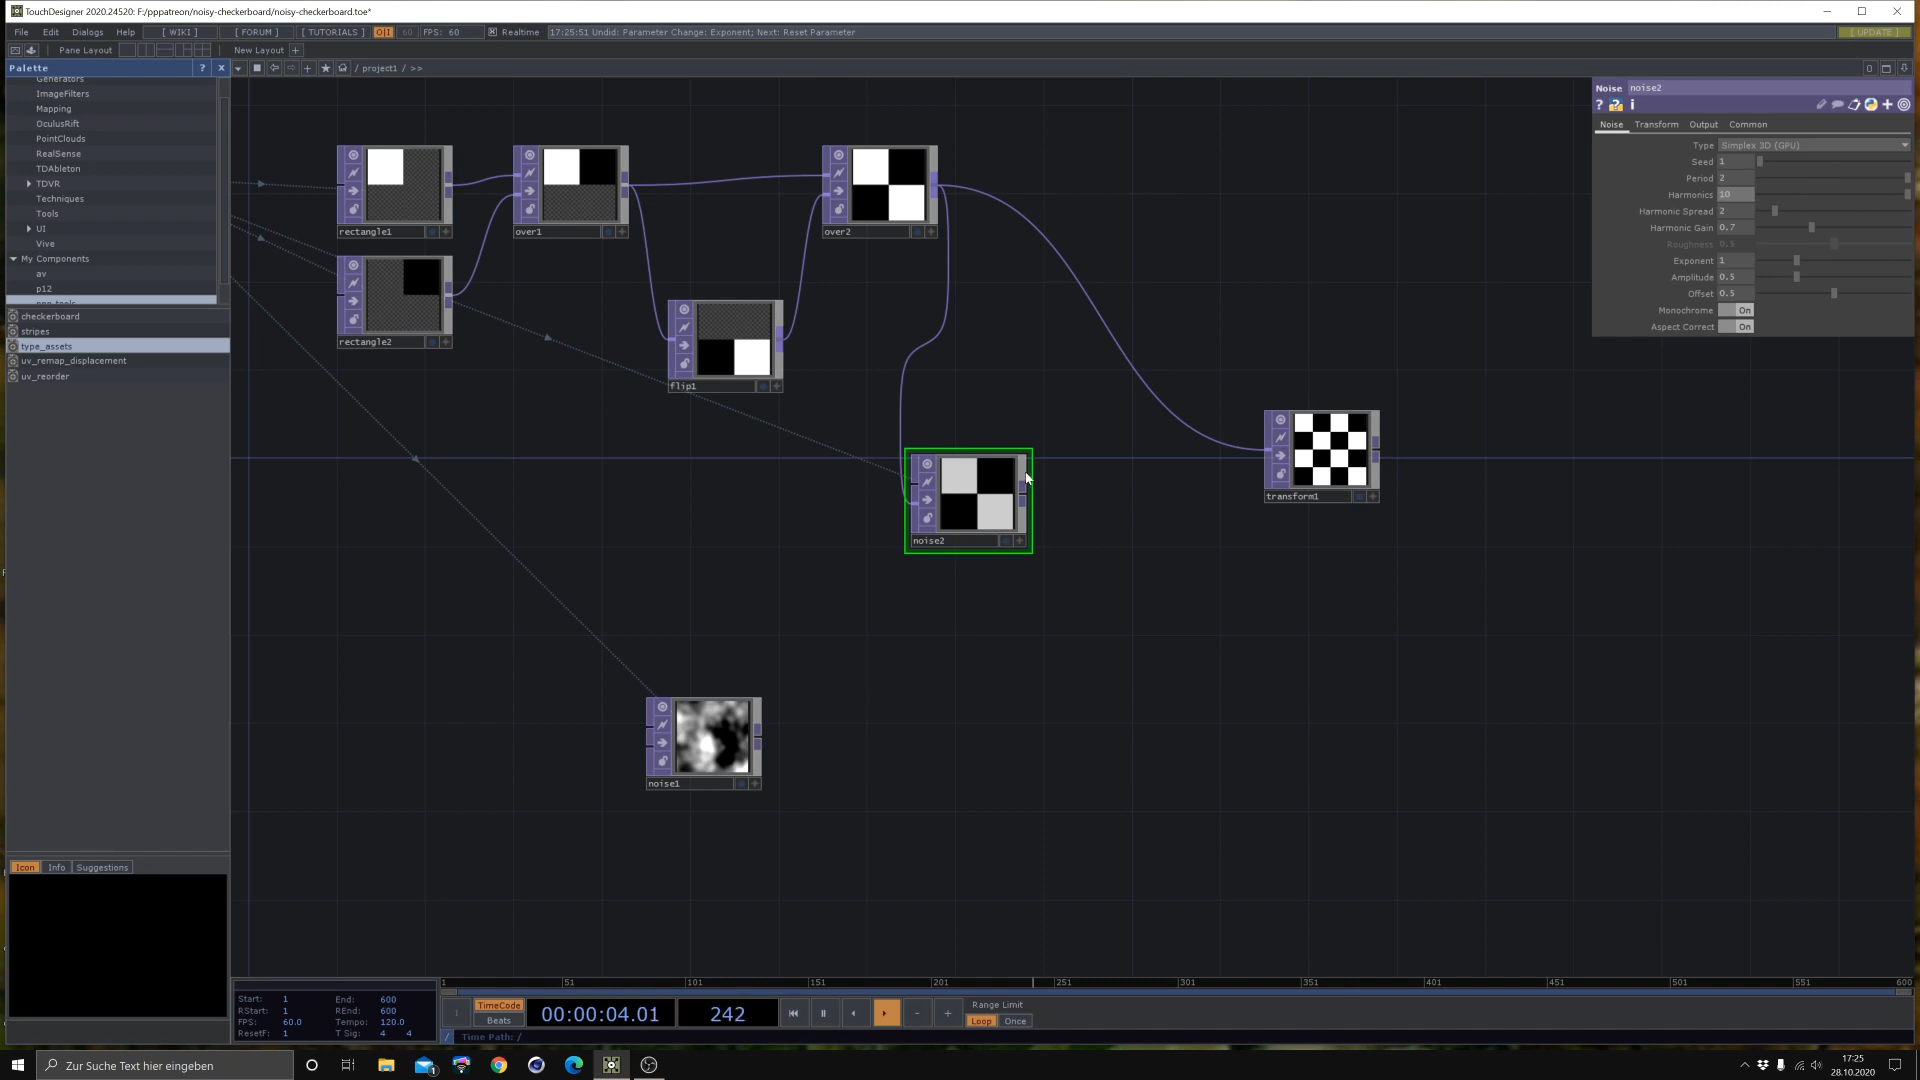 TouchDesigner 2020.24520: F:/pppatreon/noisy-checkerboard/noisy-checkerboard.toe*
File Edit Dialogs Help [ WIKI ] [ FORUM ] [ TUTORIALS ] O|I 60 FPS: 60 Realtime 17:25:51 Undid: Parameter Change: Exponent; Next: Reset Parameter [ UPDATE ]
Pane Layout New Layout +
Palette ? x / project1 / >> 0
Generators
ImageFilters
Mapping
OculusRift
PointClouds
RealSense
TDAbleton
TDVR
Techniques
Tools
UI
Vive
My Components
av
p12
checkerboard
stripes
type_assets
uv_remap_displacement
uv_reorder
Icon Info Suggestions
rectangle1
over1
over2
rectangle2
flip1
noise2
transform1
noise1
Noise noise2
? i
Noise Transform Output Common
Type Simplex 3D (GPU)
Seed 1
Period 2
Harmonics 10
Harmonic Spread 2
Harmonic Gain 0.7
Roughness 0.5
Exponent 1
Amplitude 0.5
Offset 0.5
Monochrome On
Aspect Correct On
1 51 101 151 201 251 301 351 401 451 501 551 600
Start: 1 End: 600
RStart: 1 REnd: 600
FPS: 60.0 Tempo: 120.0
ResetF: 1 T Sig: 4 4
TimeCode
Beats
00:00:04.01 242
Range Limit
Loop Once
/ Time Path: /
Zur Suche Text hier eingeben
1
17:25
28.10.2020